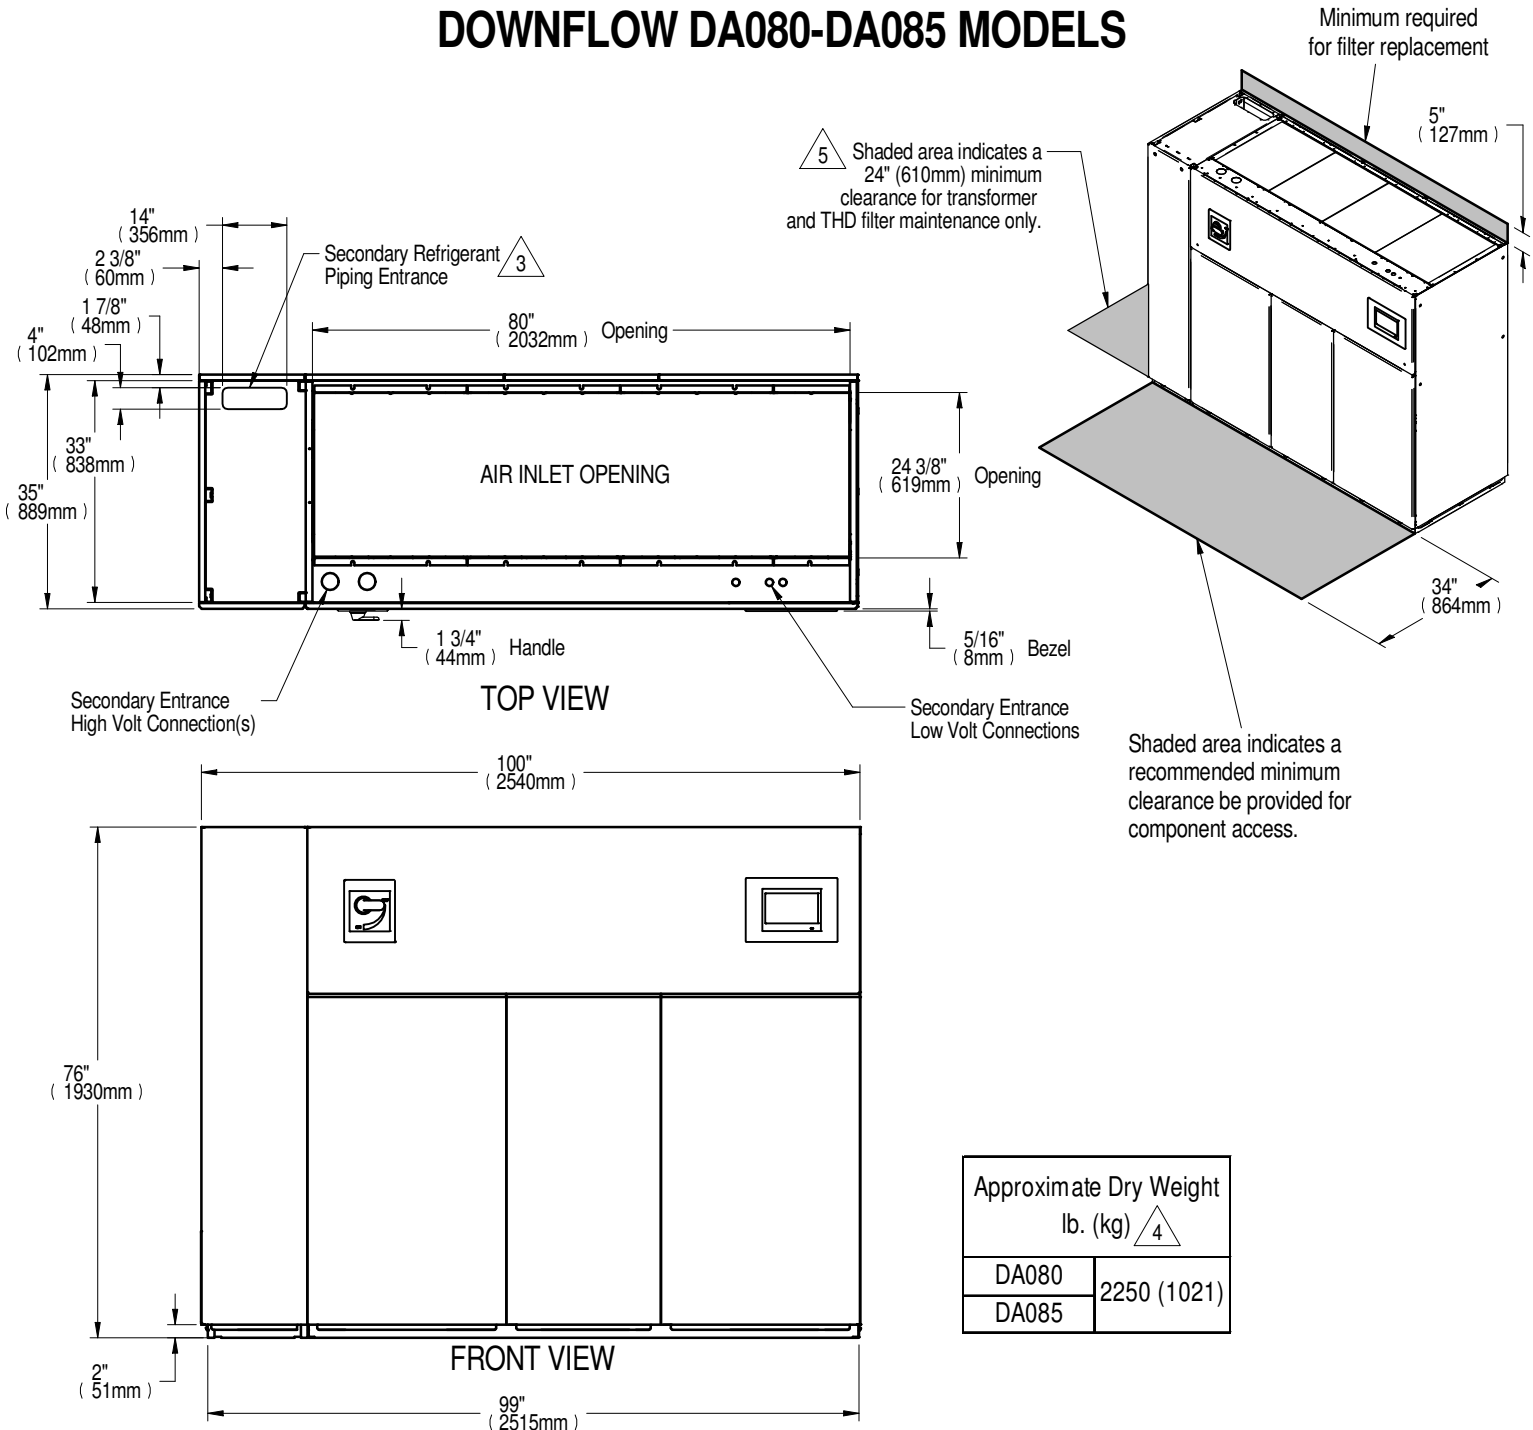 DOWNFLOW DA080-DA085 MODELS
Minimum required
for filter replacement
5"
( 127mm )
5
Shaded area indicates a
24" (610mm) minimum
clearance for transformer
and THD filter maintenance only.
14"
( 356mm )
2 3/8"
( 60mm )
1 7/8"
( 48mm )
4"
( 102mm )
Secondary Refrigerant
Piping Entrance
3
80"
( 2032mm )
Opening
33"
( 838mm )
35"
( 889mm )
AIR INLET OPENING
24 3/8"
( 619mm )
Opening
34"
( 864mm )
1 3/4"
( 44mm )
Handle
5/16"
( 8mm )
Bezel
TOP VIEW
Secondary Entrance
High Volt Connection(s)
Secondary Entrance
Low Volt Connections
Shaded area indicates a
recommended minimum
clearance be provided for
component access.
100"
( 2540mm )
76"
( 1930mm )
2"
( 51mm )
FRONT VIEW
99"
( 2515mm )
Approximate Dry Weight
lb. (kg) 4
DA080
DA085
2250 (1021)